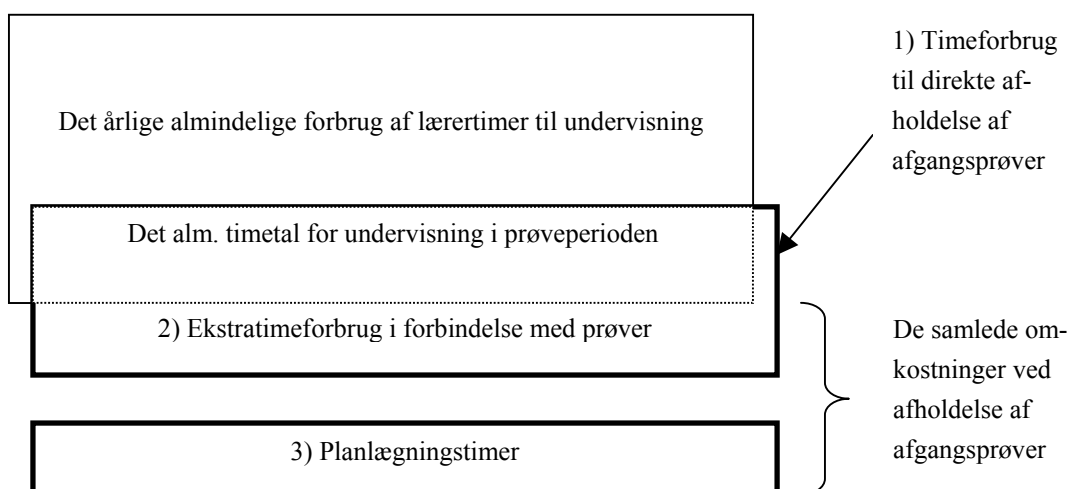 1) Timeforbrug
til direkte af-
holdelse af
afgangsprøver
Det årlige almindelige forbrug af lærertimer til undervisning
Det alm. timetal for undervisning i prøveperioden
2) Ekstratimeforbrug i forbindelse med prøver
De samlede om-
kostninger ved
afholdelse af
afgangsprøver
3) Planlægningstimer